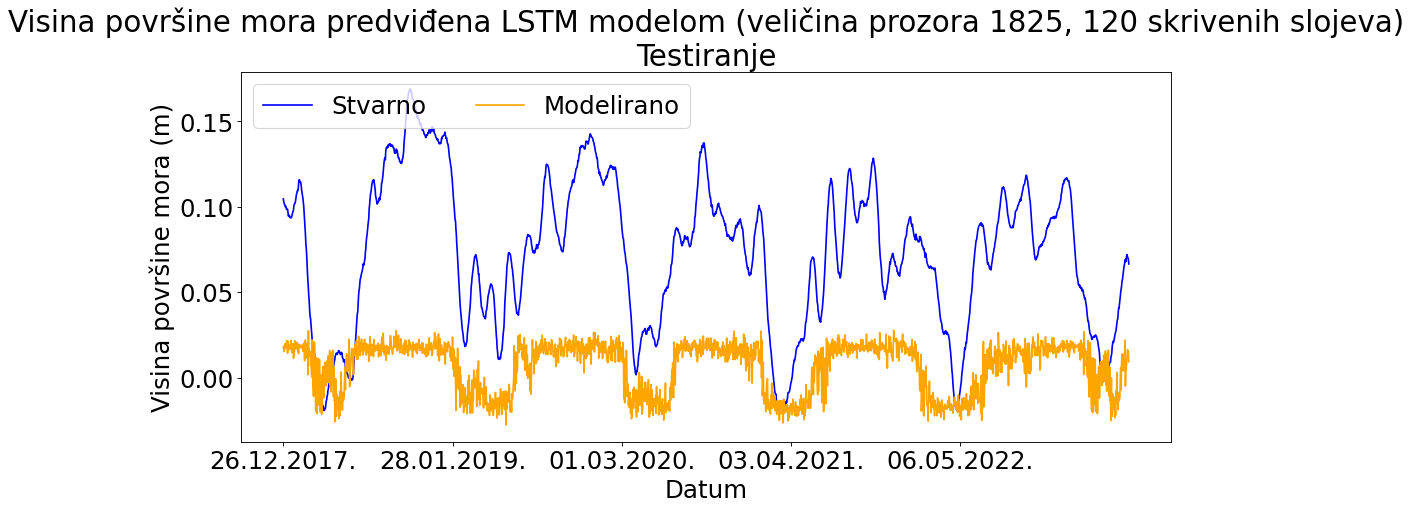 Visina površine mora predviđena LSTM modelom (veličina prozora 1825, 120 skrivenih slojeva)
Testiranje
Stvarno Modelirano
Visina površine mora (m)
0.15
0.10
0.05
0.00
26.12.2017. 28.01.2019. 01.03.2020. 03.04.2021. 06.05.2022.
Datum